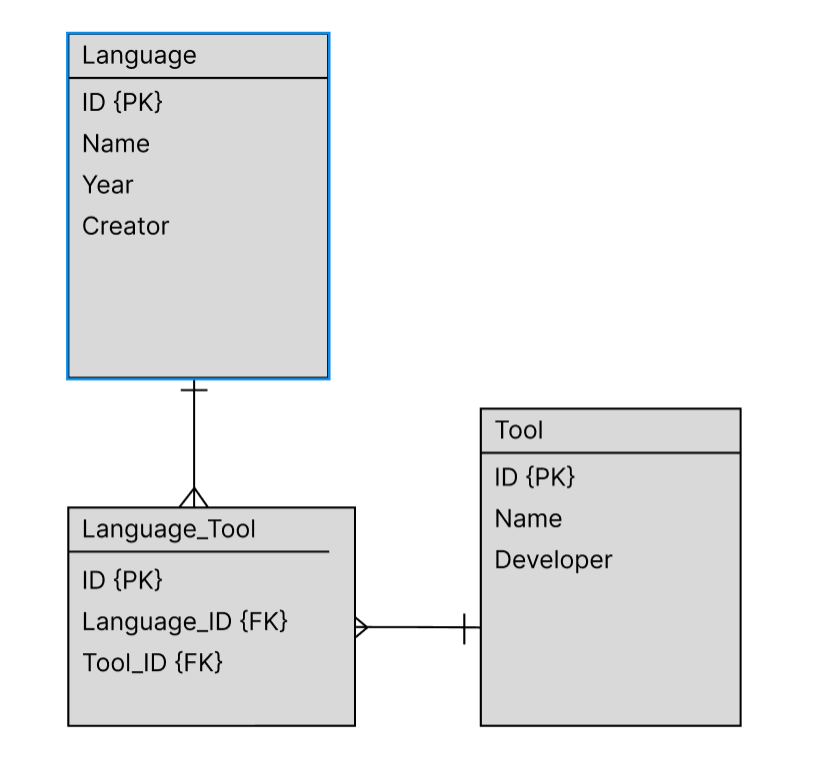 Language
ID {PK}
Name
Year
Creator
Language_Tool
ID {PK}
Language_ID {FK}
Tool_ID {FK}
Tool
ID {PK}
Name
Developer